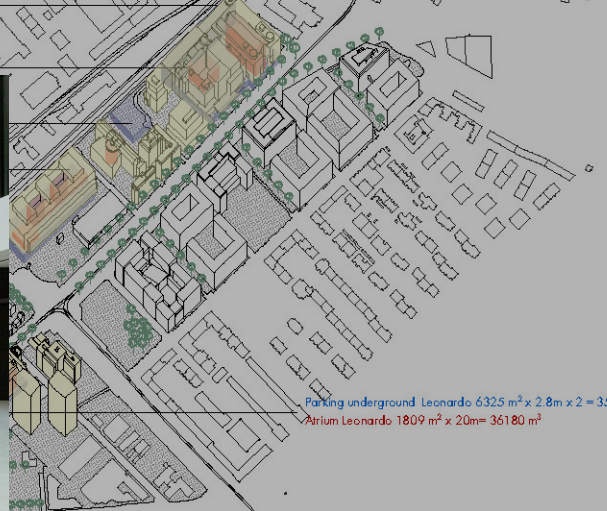 Parking underground Leonardo 6325 m² x 2.8m x 2 = 35
Atrium Leonardo 1809 m² x 20m= 36180 m³